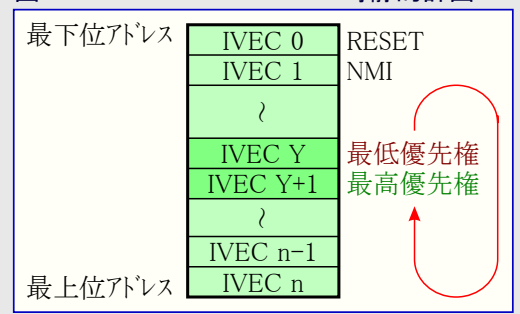 最下位アドレス IVEC 0 RESET
IVEC 1 NMI
~
IVEC Y 最低優先権
IVEC Y+1 最高優先権
~
IVEC n-1
最上位アドレス IVEC n